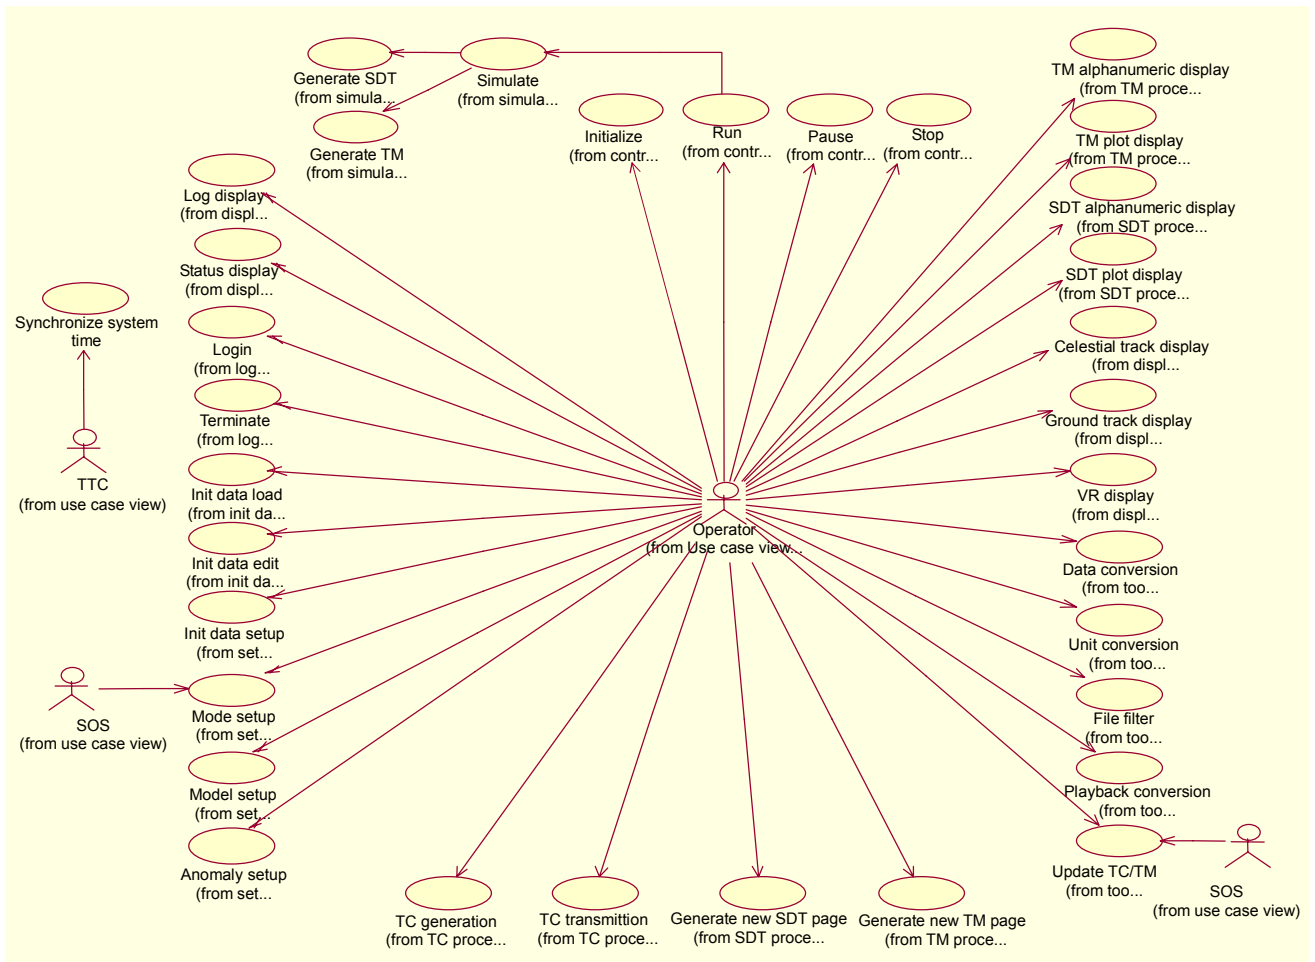 Generate SDT
(from simula...
Simulate
(from simula...
Generate TM
(from simula...
Initialize
(from contr...
Run
(from contr...
Pause
(from contr...
Stop
(from contr...
TM alphanumeric display
(from TM proce...
TM plot display
(from TM proce...
SDT alphanumeric display
(from SDT proce...
SDT plot display
(from SDT proce...
Celestial track display
(from displ...
Ground track display
(from displ...
VR display
(from displ...
Data conversion
(from too...
Unit conversion
(from too...
File filter
(from too...
Playback conversion
(from too...
Update TC/TM
(from too...
SOS
(from use case view)
Log display
(from displ...
Status display
(from displ...
Synchronize system
time
TTC
(from use case view)
Login
(from log...
Terminate
(from log...
Init data load
(from init da...
Init data edit
(from init da...
Init data setup
(from set...
SOS
(from use case view)
Mode setup
(from set...
Model setup
(from set...
Anomaly setup
(from set...
Operator
(from Use case view...
TC generation
(from TC proce...
TC transmittion
(from TC proce...
Generate new SDT page
(from SDT proce...
Generate new TM page
(from TM proce...